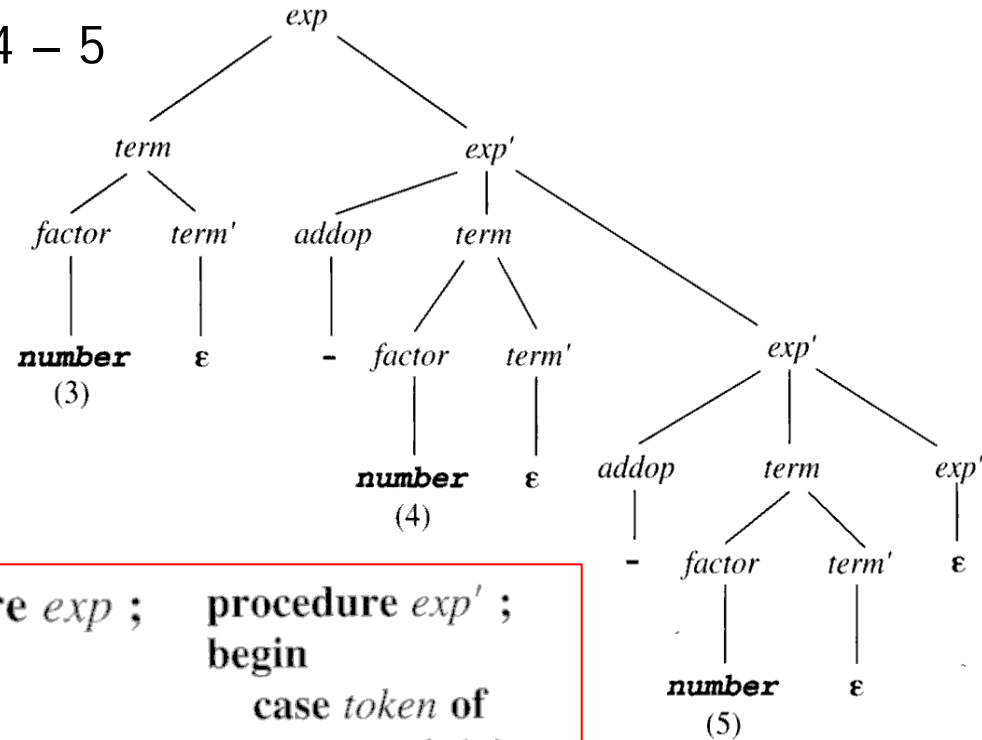 exp
4 – 5
term exp'
factor term' addop term
number ε - factor term' exp'
(3)
number ε addop term exp'
(4)
- factor term' ε
exp ; procedure exp' ;
begin
number ε
case token of
(5)